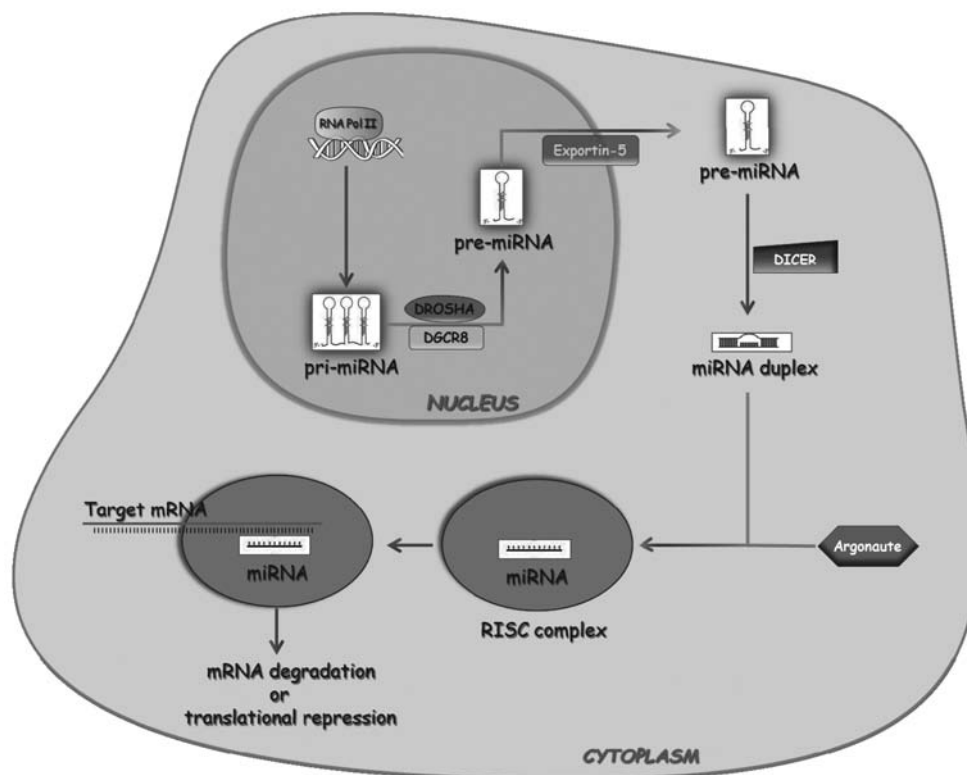 RNA Pol II
pri-miRNA
DROSHA
DGCR8
pre-miRNA
NUCLEUS
Exportin-5
pre-miRNA
DICER
miRNA duplex
Argonaute
miRNA
RISC complex
Target mRNA
miRNA
mRNA degradation
or
translational repression
CYTOPLASM